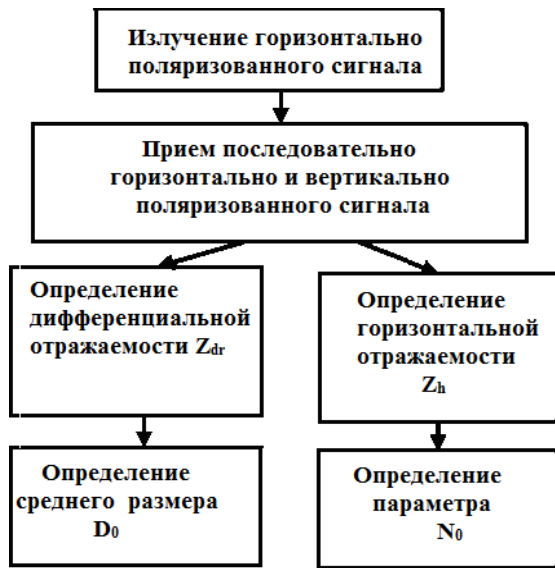 Излучение горизонтально
поляризованного сигнала
Прием последовательно
горизонтально и вертикально
поляризованного сигнала
Определение
дифференциальной
отражаемости Zdr
Определение
горизонтальной
отражаемости
Zh
Определение
среднего размера
D0
Определение
параметра
N0